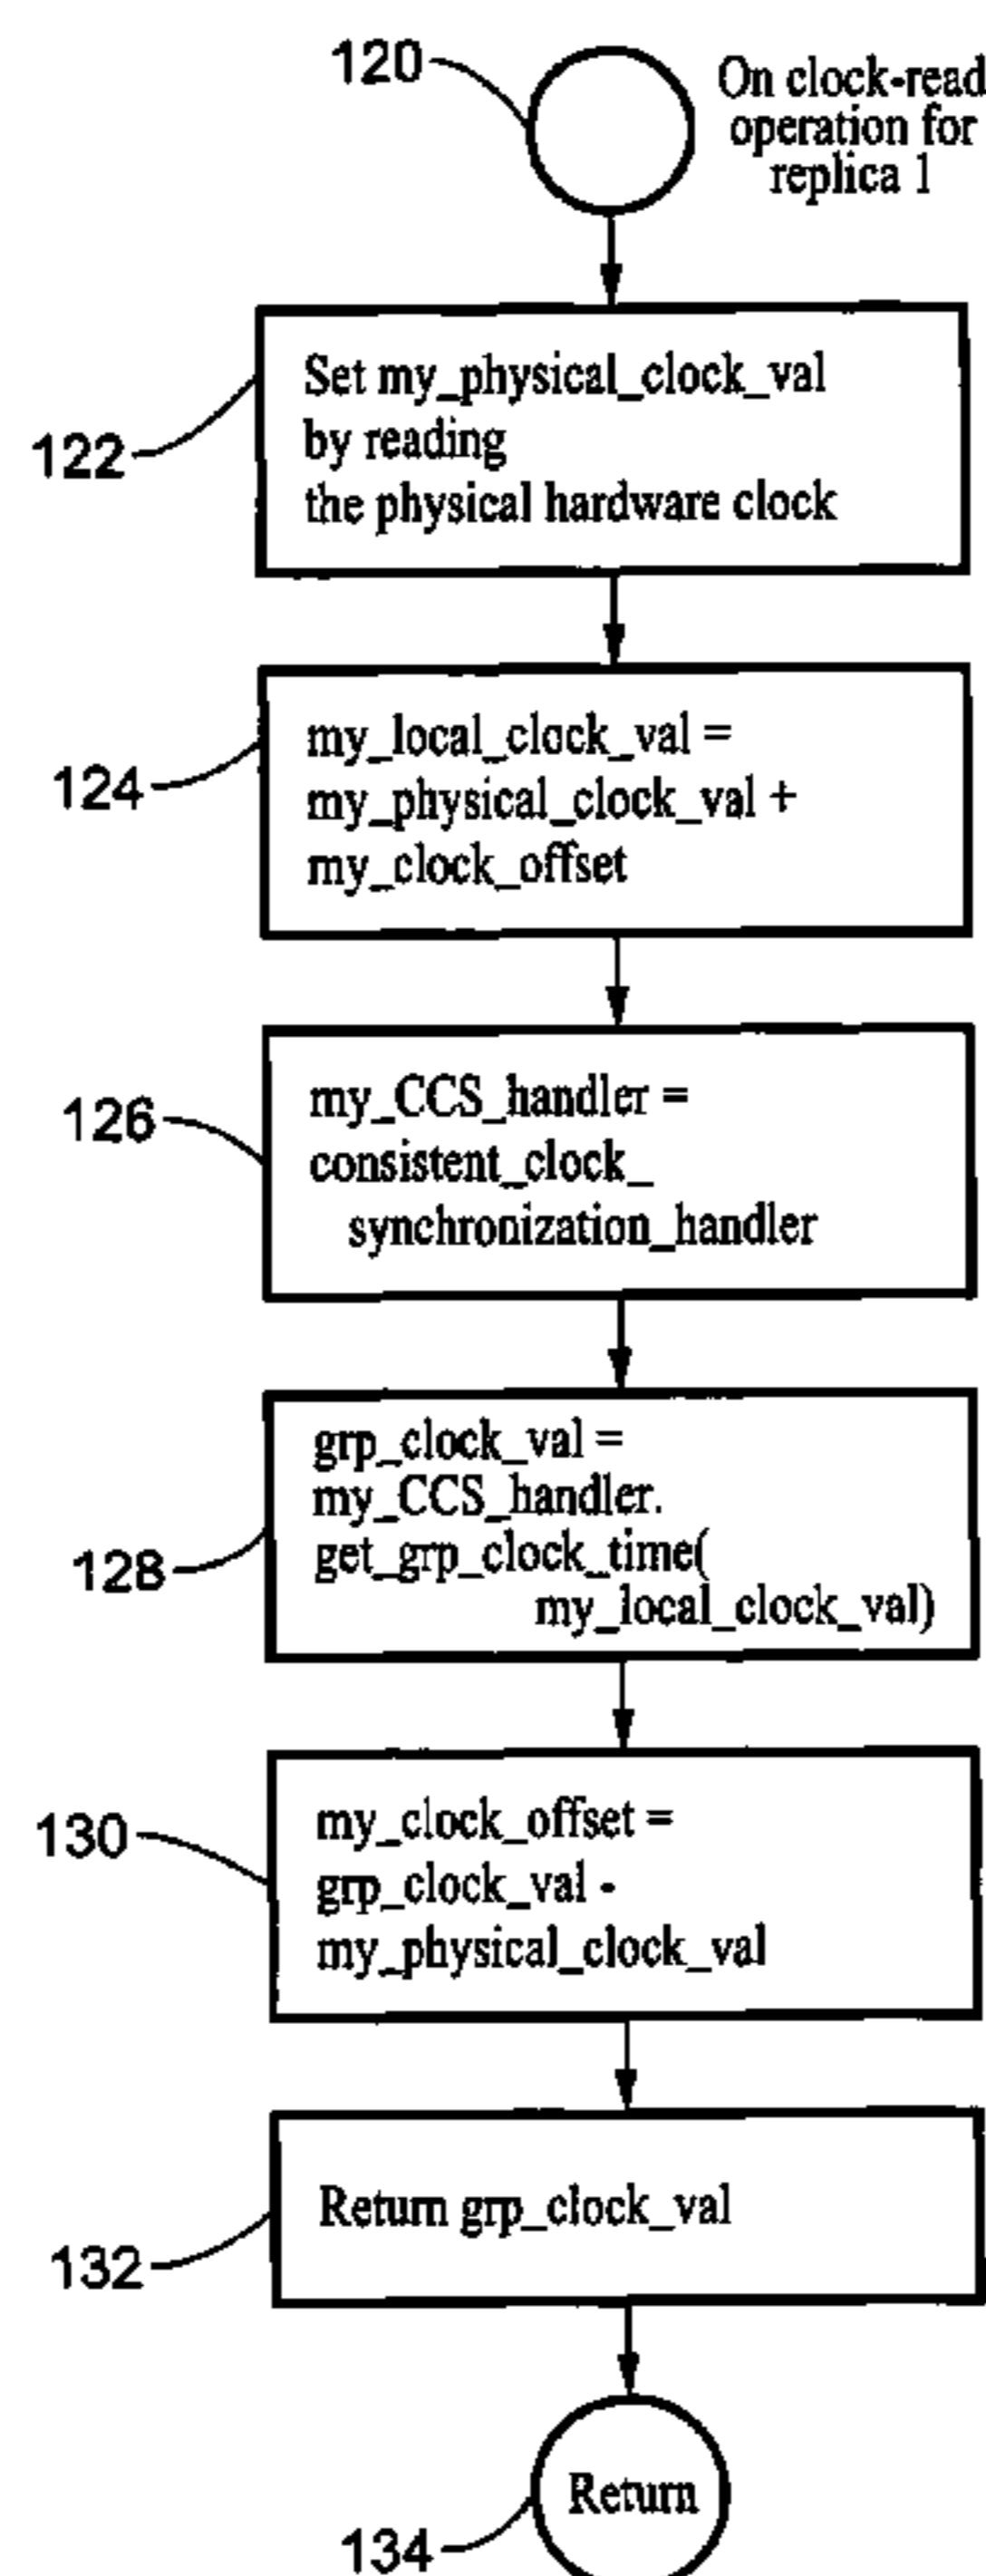 120
On clock-read
operation for
replica 1
122
Set my_physical_clock_val
by reading
the physical hardware clock
124
my_local_clock_val =
my_physical_clock_val +
my_clock_offset
126
my_CCS_handler =
consistent_clock_
synchronization_handler
128
grp_clock_val =
my_CCS_handler.
get_grp_clock_time(
my_local_clock_val)
130
my_clock_offset =
grp_clock_val -
my_physical_clock_val
132
Return grp_clock_val
134
Return